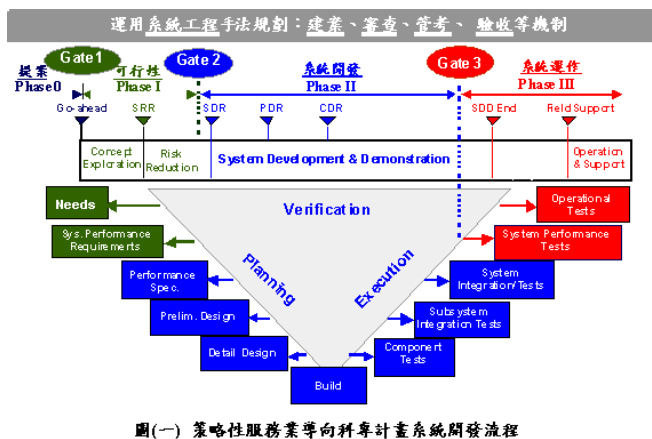 運用系統工程手法規劃：建案、審查、管考、驗收等機制
Gate1
Gate 2
Gate 3
提案
Phase0
可行性
Phase I
系統開發
Phase II
系統運作
Phase III
Go-ahead
SRR
SDR
PDR
CDR
SDD End
Field Support
Concept
Exploration
Risk
Reduction
System Development & Demonstration
Operation
& Support
Needs
Verification
Operational
Tests
Sys. Performance
Requirements
System Performance
Tests
Performance
Spec.
Planning
Execution
System
Integration/Tests
Prelim. Design
Subsystem
Integration Tests
Detail Design
Component
Tests
Build
圖(一) 策略性服務業導向科專計畫系統開發流程